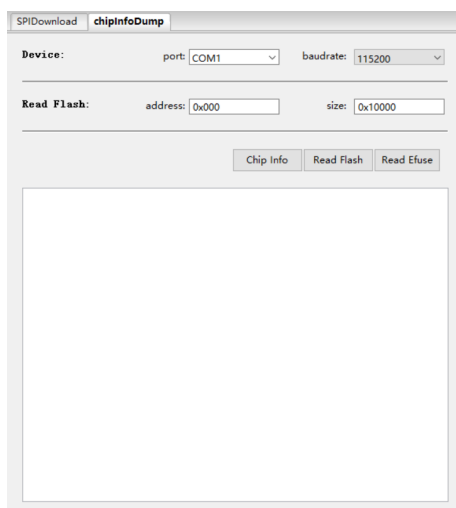 SPIDownload chipInfoDump
Device: port: COM1 baudrate: 115200
Read Flash: address: 0x000 size: 0x10000
Chip Info Read Flash Read Efuse